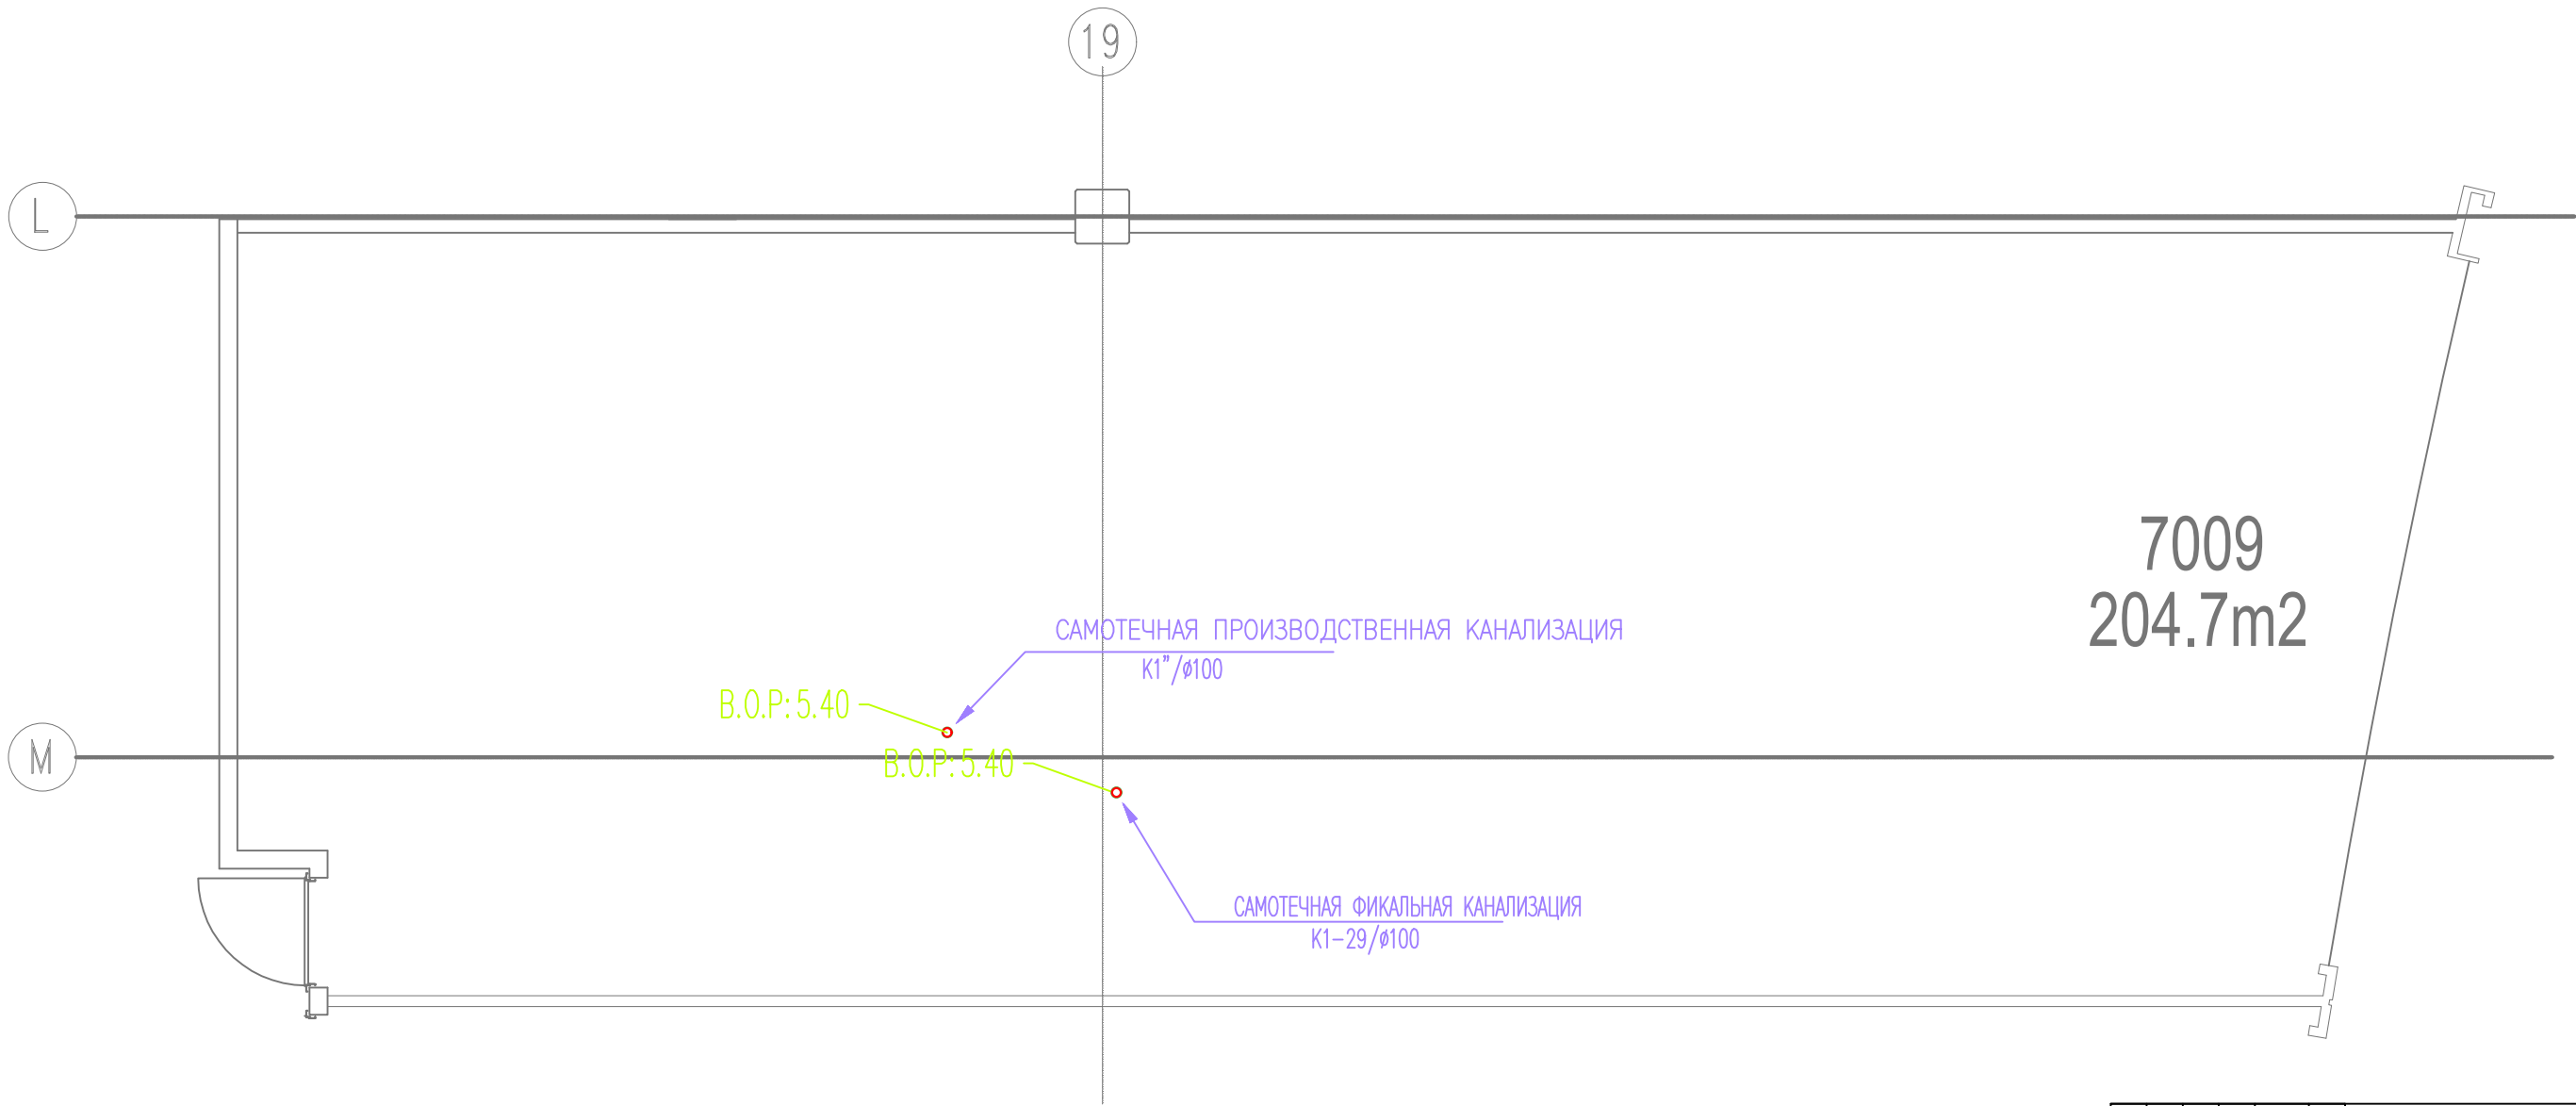 19
L
7009
204.7m2
САМОТЕЧНАЯ ПРОИЗВОДСТВЕННАЯ КАНАЛИЗАЦИЯ
К1"/ø100
B.O.P:5.40
M
B.O.P:5.40
САМОТЕЧНАЯ ФИКАЛЬНАЯ КАНАЛИЗАЦИЯ
К1-29/ø100